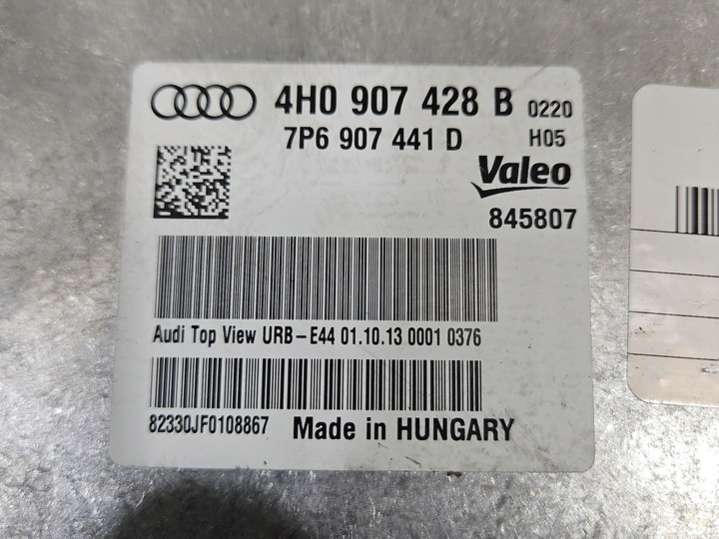 4H0 907 428 B 0220
7P6 907 441 D H05
Valeo
845807
Audi Top View URB-E44 01.10.13 0001 0376
82330JF0108867 Made in HUNGARY